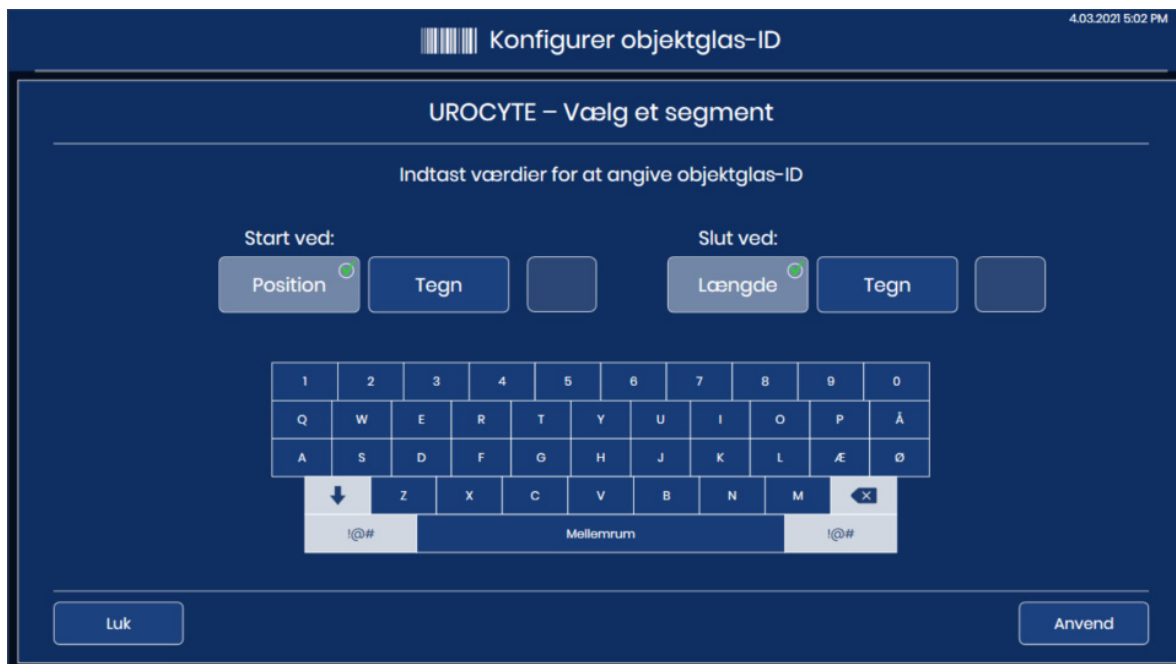 4.03.2021 5:02 PM
Konfigurer objektglas-ID
UROCYTE – Vælg et segment
Indtast værdier for at angive objektglas-ID
Start ved: Slut ved:
Position Tegn Længde Tegn
1 2 3 4 5 6 7 8 9 0
Q W E R T Y U I O P Å
A S D F G H J K L Æ Ø
Z X C V B N M
!@# Mellemrum !@#
Luk Anvend